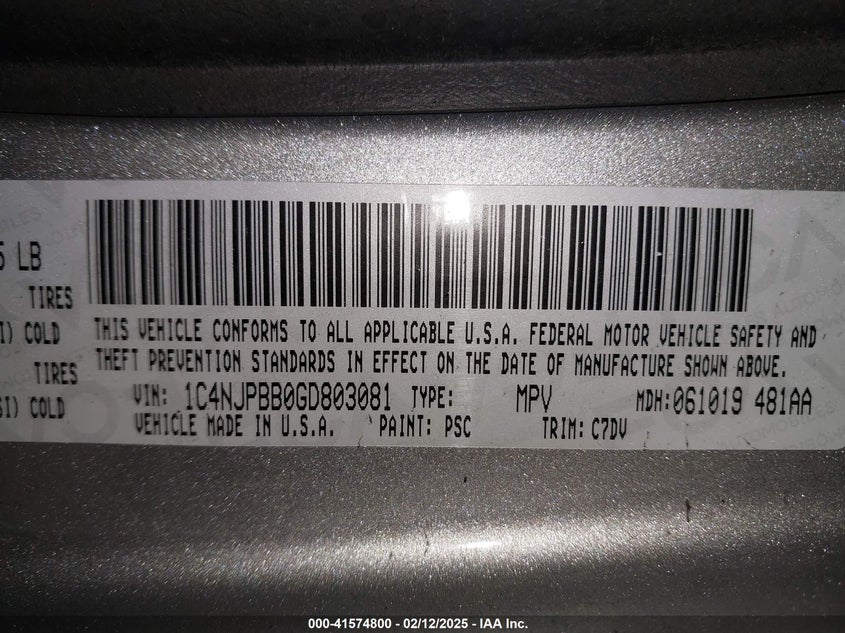 5 LB
TIRES
I) COLD
TIRES
SI) COLD
THIS VEHICLE CONFORMS TO ALL APPLICABLE U.S.A. FEDERAL MOTOR VEHICLE SAFETY AND
THEFT PREVENTION STANDARDS IN EFFECT ON THE DATE OF MANUFACTURE SHOWN ABOVE.
VIN: 1C4NJPBB0GD803081 TYPE: MPV MDH:061019 481AA
VEHICLE MADE IN U.S.A. PAINT: PSC TRIM: C7DV
000-41574800 - 02/12/2025 - IAA Inc.